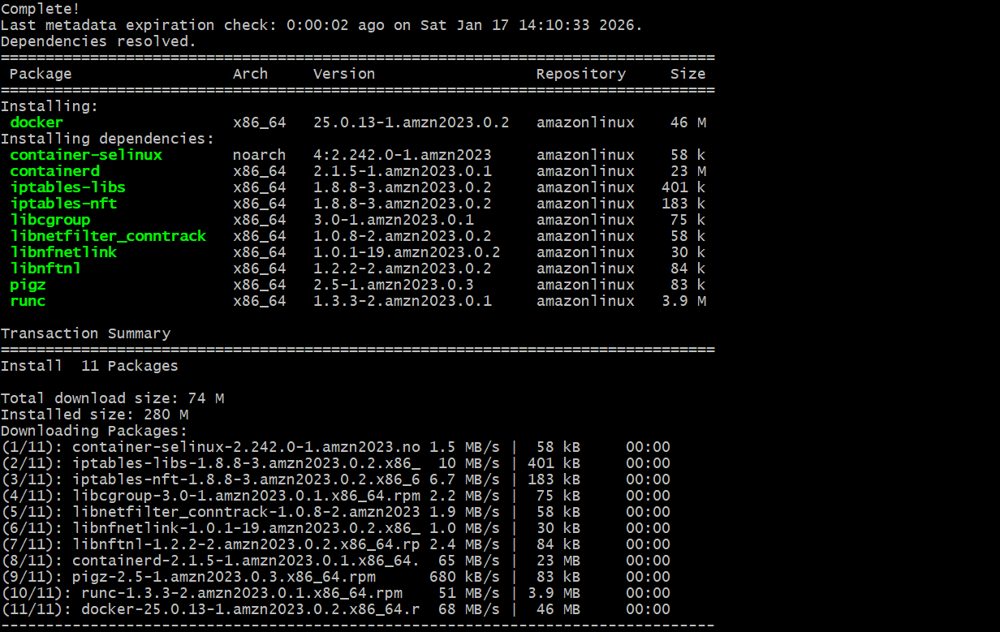 Complete!
Last metadata expiration check: 0:00:02 ago on Sat Jan 17 14:10:33 2026.
Dependencies resolved.
================================================================================
 Package                 Arch     Version                  Repository     Size
================================================================================
Installing:
 docker                  x86_64   25.0.13-1.amzn2023.0.2   amazonlinux    46 M
Installing dependencies:
 container-selinux       noarch   4:2.242.0-1.amzn2023     amazonlinux    58 k
 containerd              x86_64   2.1.5-1.amzn2023.0.1     amazonlinux    23 M
 iptables-libs           x86_64   1.8.8-3.amzn2023.0.2     amazonlinux   401 k
 iptables-nft            x86_64   1.8.8-3.amzn2023.0.2     amazonlinux   183 k
 libcgroup               x86_64   3.0-1.amzn2023.0.1       amazonlinux    75 k
 libnetfilter_conntrack  x86_64   1.0.8-2.amzn2023.0.2     amazonlinux    58 k
 libnfnetlink            x86_64   1.0.1-19.amzn2023.0.2    amazonlinux    30 k
 libnftnl                x86_64   1.2.2-2.amzn2023.0.2     amazonlinux    84 k
 pigz                    x86_64   2.5-1.amzn2023.0.3       amazonlinux    83 k
 runc                    x86_64   1.3.3-2.amzn2023.0.1     amazonlinux   3.9 M

Transaction Summary
================================================================================
Install  11 Packages

Total download size: 74 M
Installed size: 280 M
Downloading Packages:
(1/11): container-selinux-2.242.0-1.amzn2023.no 1.5 MB/s |  58 kB     00:00
(2/11): iptables-libs-1.8.8-3.amzn2023.0.2.x86_  10 MB/s | 401 kB     00:00
(3/11): iptables-nft-1.8.8-3.amzn2023.0.2.x86_6 6.7 MB/s | 183 kB     00:00
(4/11): libcgroup-3.0-1.amzn2023.0.1.x86_64.rpm 2.2 MB/s |  75 kB     00:00
(5/11): libnetfilter_conntrack-1.0.8-2.amzn2023 1.9 MB/s |  58 kB     00:00
(6/11): libnfnetlink-1.0.1-19.amzn2023.0.2.x86_ 1.0 MB/s |  30 kB     00:00
(7/11): libnftnl-1.2.2-2.amzn2023.0.2.x86_64.rp 2.4 MB/s |  84 kB     00:00
(8/11): containerd-2.1.5-1.amzn2023.0.1.x86_64.  65 MB/s |  23 MB     00:00
(9/11): pigz-2.5-1.amzn2023.0.3.x86_64.rpm      680 kB/s |  83 kB     00:00
(10/11): runc-1.3.3-2.amzn2023.0.1.x86_64.rpm    51 MB/s | 3.9 MB     00:00
(11/11): docker-25.0.13-1.amzn2023.0.2.x86_64.r  68 MB/s |  46 MB     00:00
--------------------------------------------------------------------------------